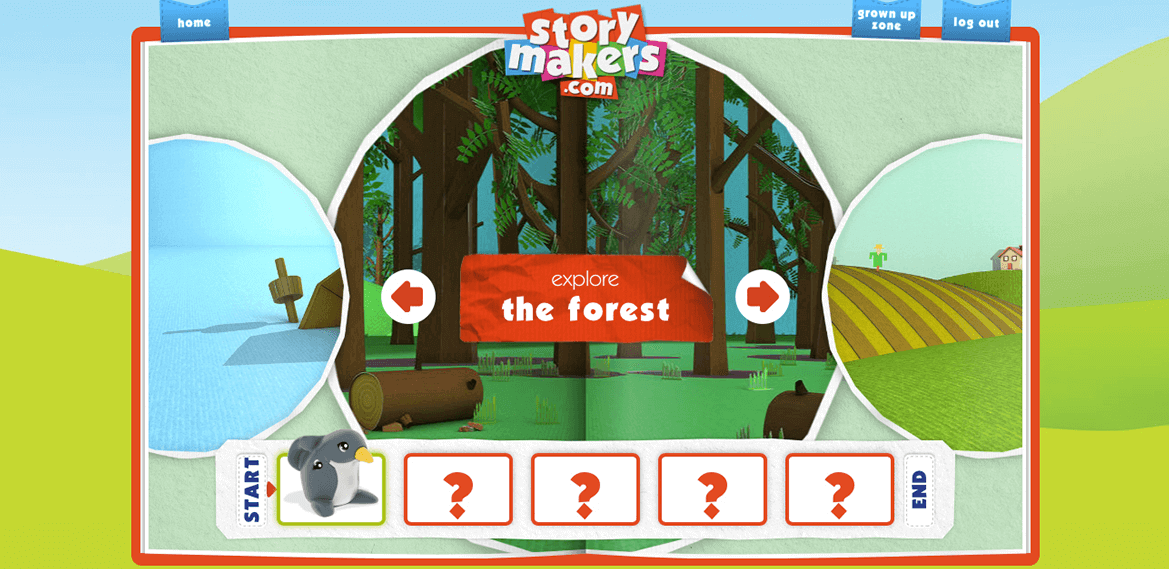 home
story
makers
.com
grown up
zone
log out
explore
the forest
START
?
?
?
?
END